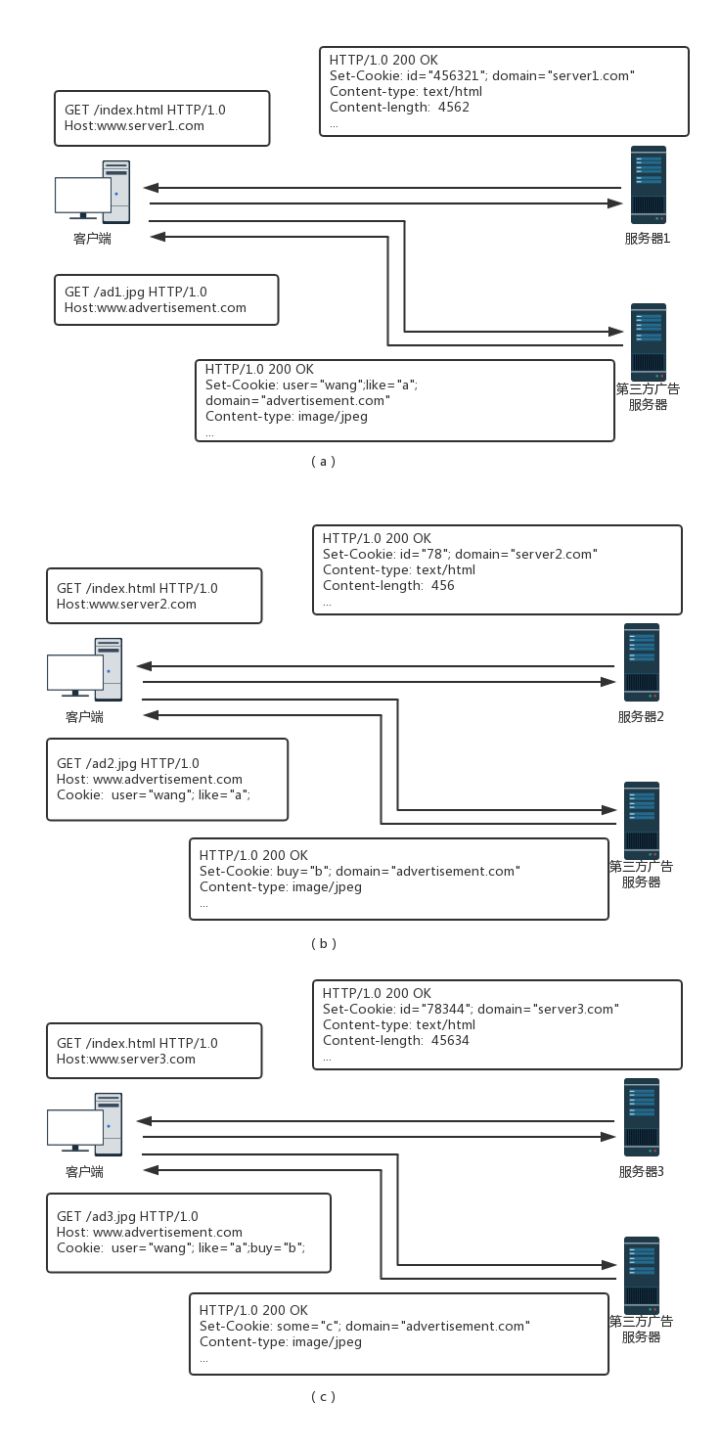 HTTP/1.0 200 OK
Set-Cookie: id="456321"; domain="server1.com"
Content-type: text/html
Content-length:  4562
...
GET /index.html HTTP/1.0
Host:www.server1.com
客户端
服务器1
GET /ad1.jpg HTTP/1.0
Host:www.advertisement.com
HTTP/1.0 200 OK
Set-Cookie: user="wang";like="a";
domain="advertisement.com"
Content-type: image/jpeg
...
第三方广告
服务器
( a )
HTTP/1.0 200 OK
Set-Cookie: id="78"; domain="server2.com"
Content-type: text/html
Content-length:  456
...
GET /index.html HTTP/1.0
Host:www.server2.com
客户端
服务器2
GET /ad2.jpg HTTP/1.0
Host: www.advertisement.com
Cookie:  user="wang"; like="a";
HTTP/1.0 200 OK
Set-Cookie: buy="b"; domain="advertisement.com"
Content-type: image/jpeg
...
第三方广告
服务器
( b )
HTTP/1.0 200 OK
Set-Cookie: id="78344"; domain="server3.com"
Content-type: text/html
Content-length:  45634
...
GET /index.html HTTP/1.0
Host:www.server3.com
客户端
服务器3
GET /ad3.jpg HTTP/1.0
Host: www.advertisement.com
Cookie:  user="wang"; like="a";buy="b";
HTTP/1.0 200 OK
Set-Cookie: some="c"; domain="advertisement.com"
Content-type: image/jpeg
...
第三方广告
服务器
( c )